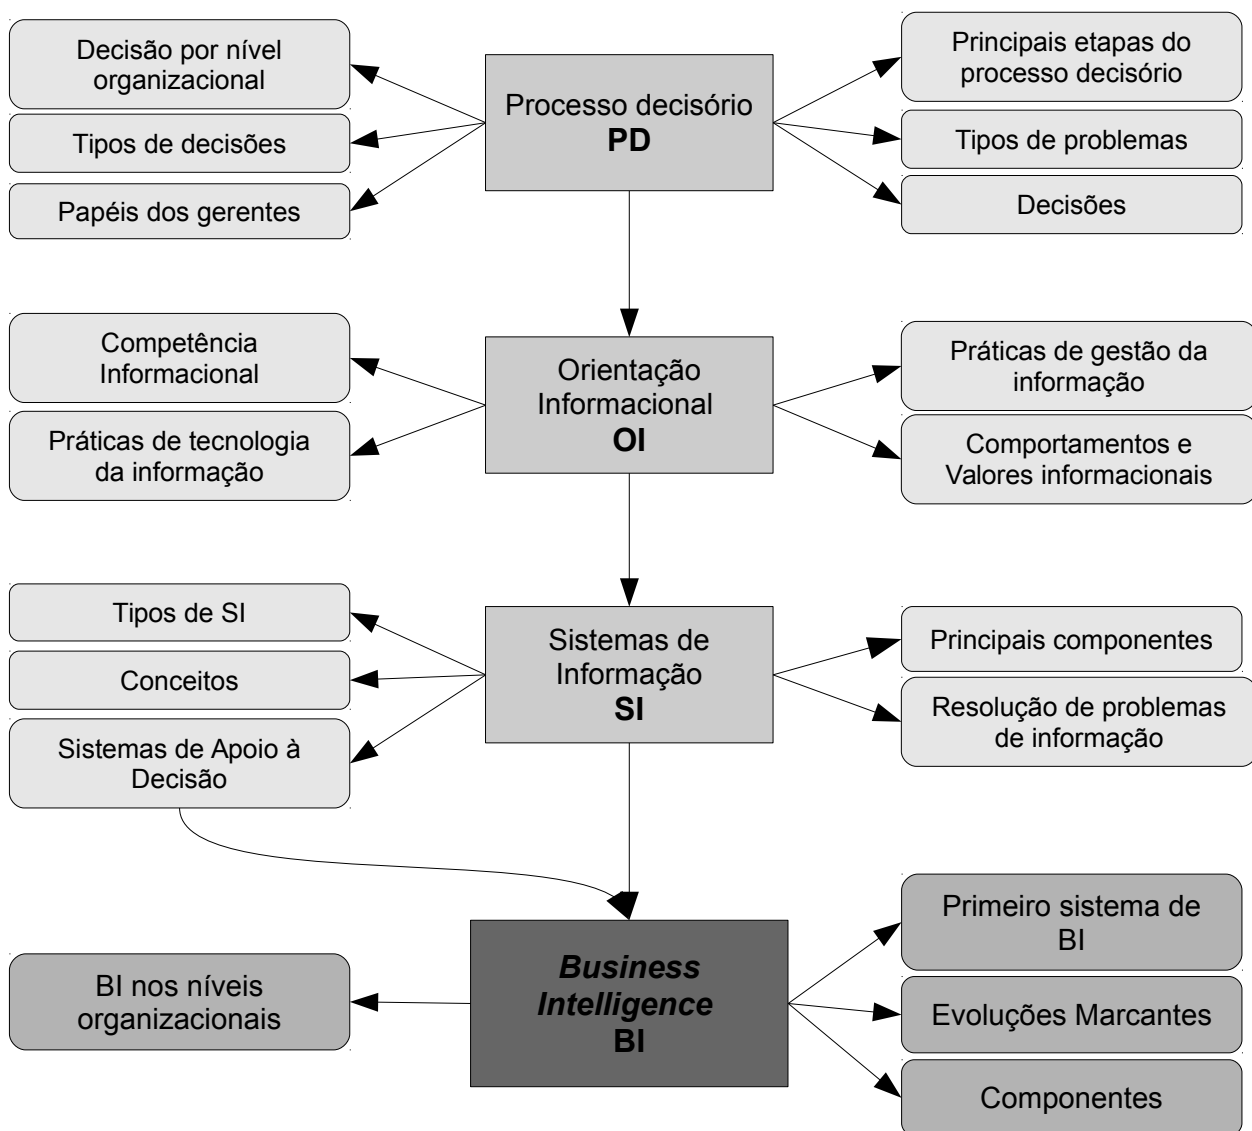 Decisão por nível
organizacional
Tipos de decisões
Papéis dos gerentes
Processo decisório
PD
Principais etapas do
processo decisório
Tipos de problemas
Decisões
Competência
Informacional
Práticas de tecnologia
da informação
Orientação
Informacional
OI
Práticas de gestão da
informação
Comportamentos e
Valores informacionais
Tipos de SI
Conceitos
Sistemas de Apoio à
Decisão
Sistemas de
Informação
SI
Principais componentes
Resolução de problemas
de informação
BI nos níveis
organizacionais
Business
Intelligence
BI
Primeiro sistema de
BI
Evoluções Marcantes
Componentes